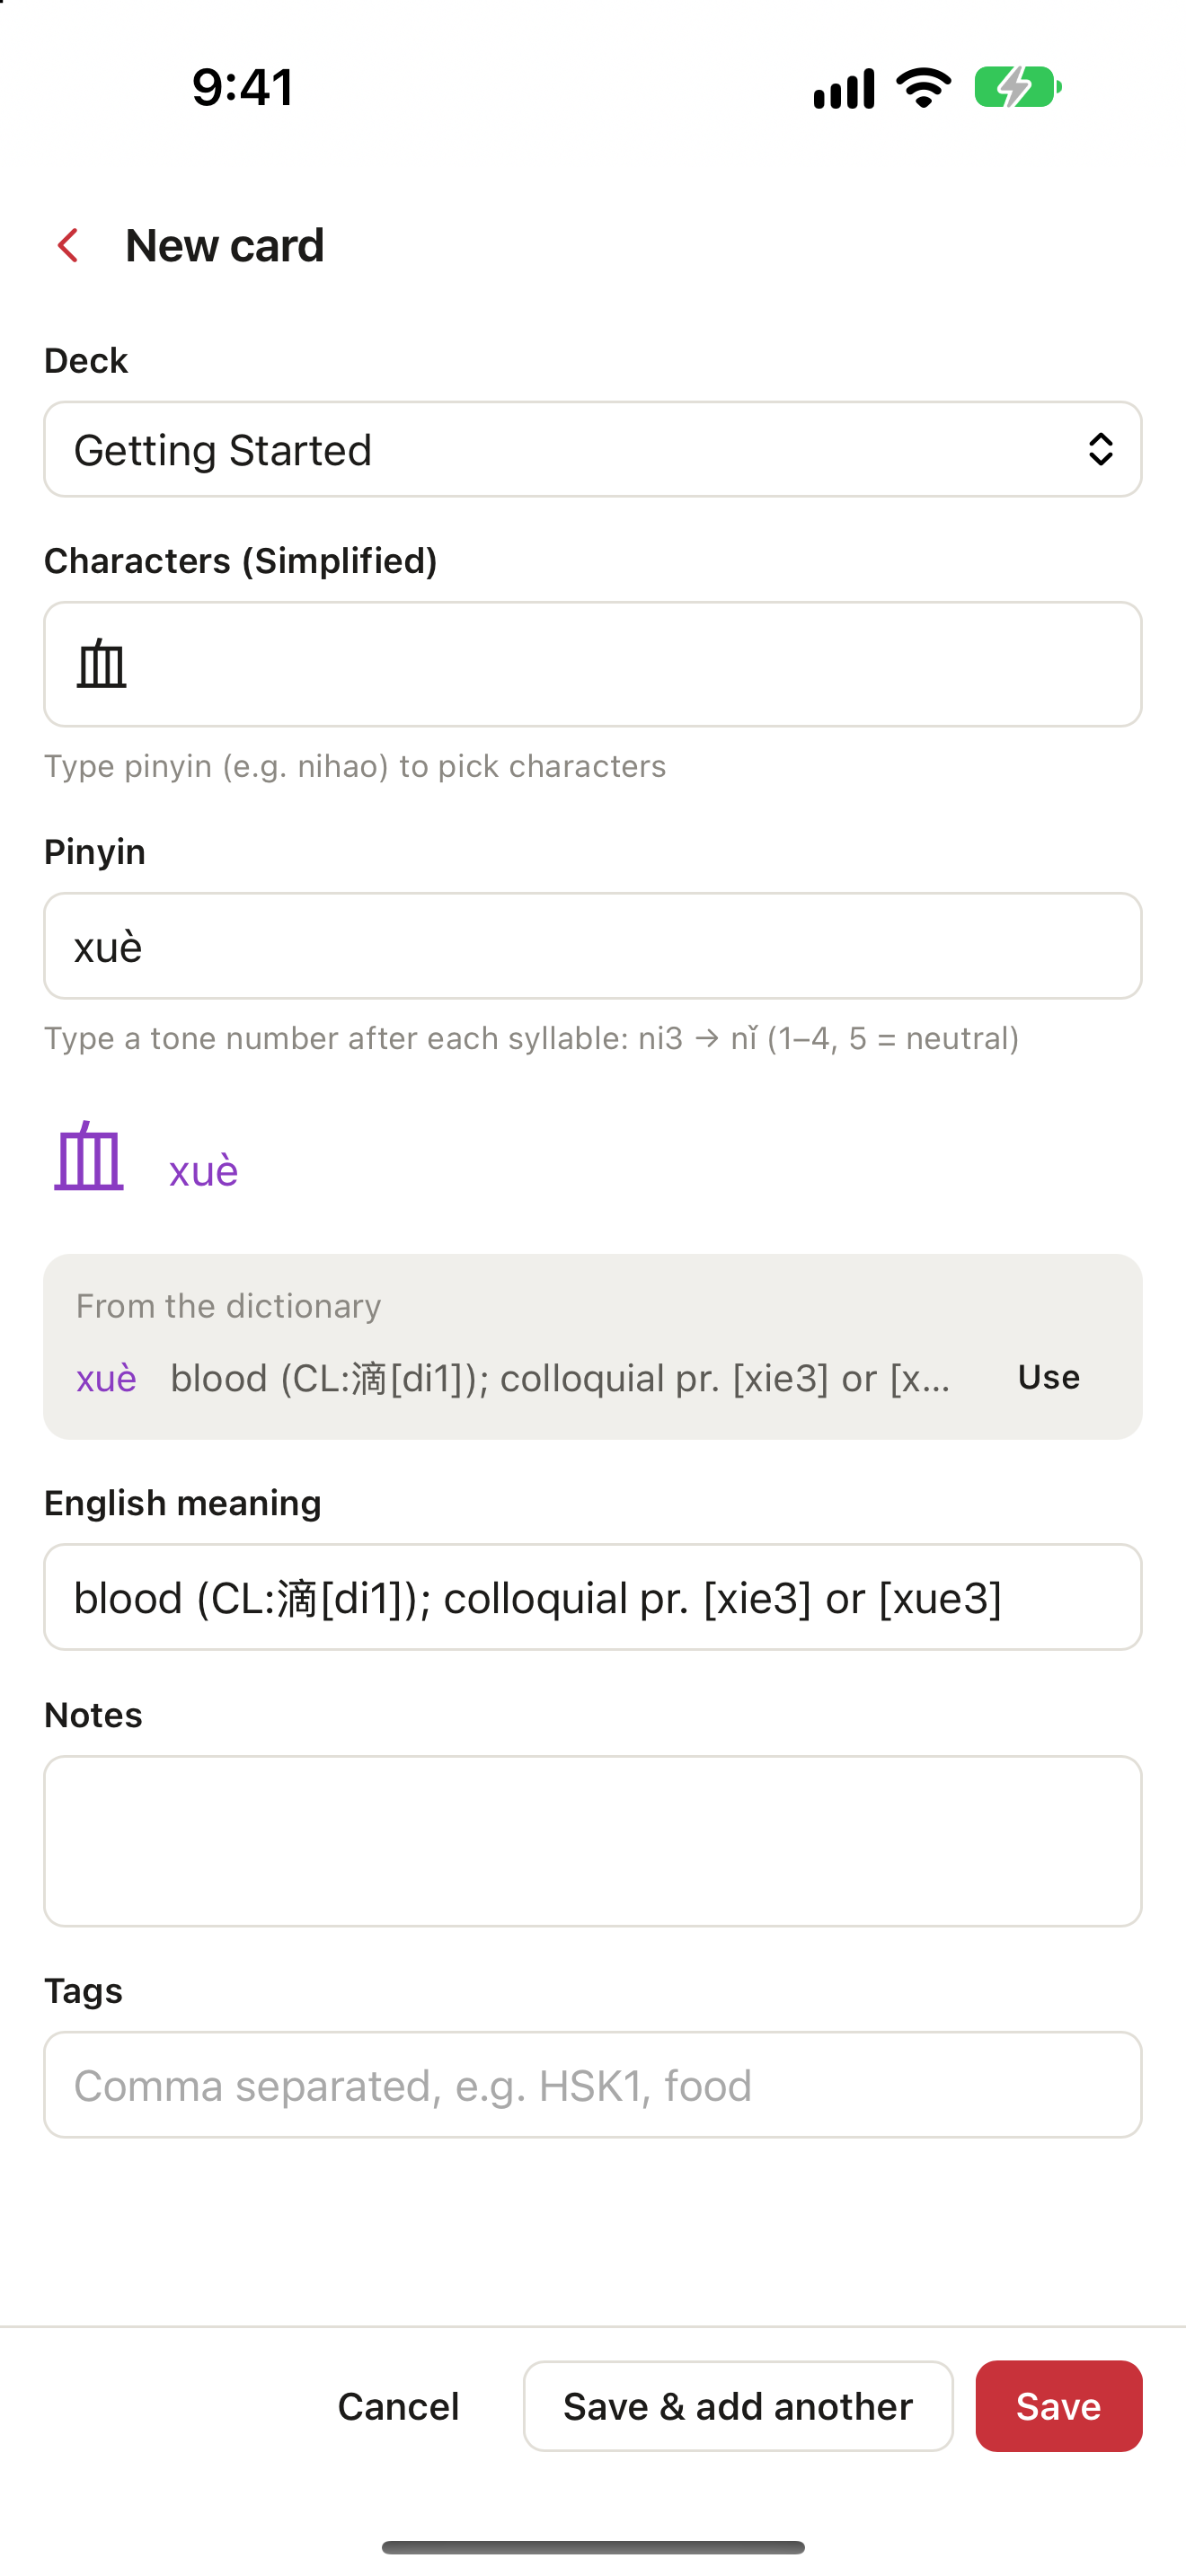 9:41
New card
Deck
Getting Started
Characters (Simplified)
血
Type pinyin (e.g. nihao) to pick characters
Pinyin
xuè
Type a tone number after each syllable: ni3 → nǐ (1–4, 5 = neutral)
血 xuè
From the dictionary
xuè blood (CL:滴[di1]); colloquial pr. [xie3] or [x... Use
English meaning
blood (CL:滴[di1]); colloquial pr. [xie3] or [xue3]
Notes
Tags
Comma separated, e.g. HSK1, food
Cancel Save & add another Save